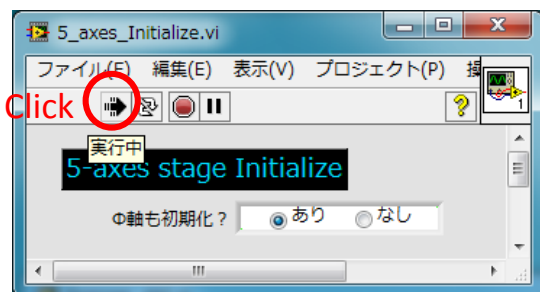 5_axes_Initialize.vi
ファイル(F) 編集(E) 表示(V) プロジェクト(P) 操
Click
? 1
実行中
5-axes stage Initialize
Φ軸も初期化？ あり なし